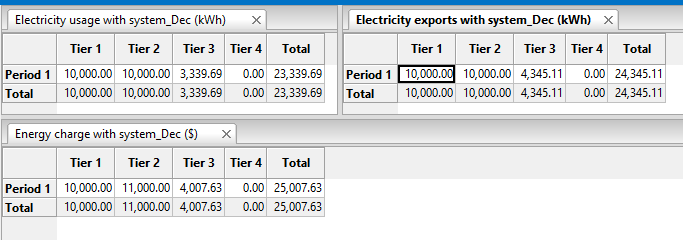 Electricity usage with system_Dec (kWh)
Tier 1 Tier 2 Tier 3 Tier 4 Total
Period 1 10,000.00 10,000.00 3,339.69 0.00 23,339.69
Total 10,000.00 10,000.00 3,339.69 0.00 23,339.69
Electricity exports with system_Dec (kWh)
Tier 1 Tier 2 Tier 3 Tier 4 Total
Period 1 10,000.00 10,000.00 4,345.11 0.00 24,345.11
Total 10,000.00 10,000.00 4,345.11 0.00 24,345.11
Energy charge with system_Dec ($)
Tier 1 Tier 2 Tier 3 Tier 4 Total
Period 1 10,000.00 11,000.00 4,007.63 0.00 25,007.63
Total 10,000.00 11,000.00 4,007.63 0.00 25,007.63